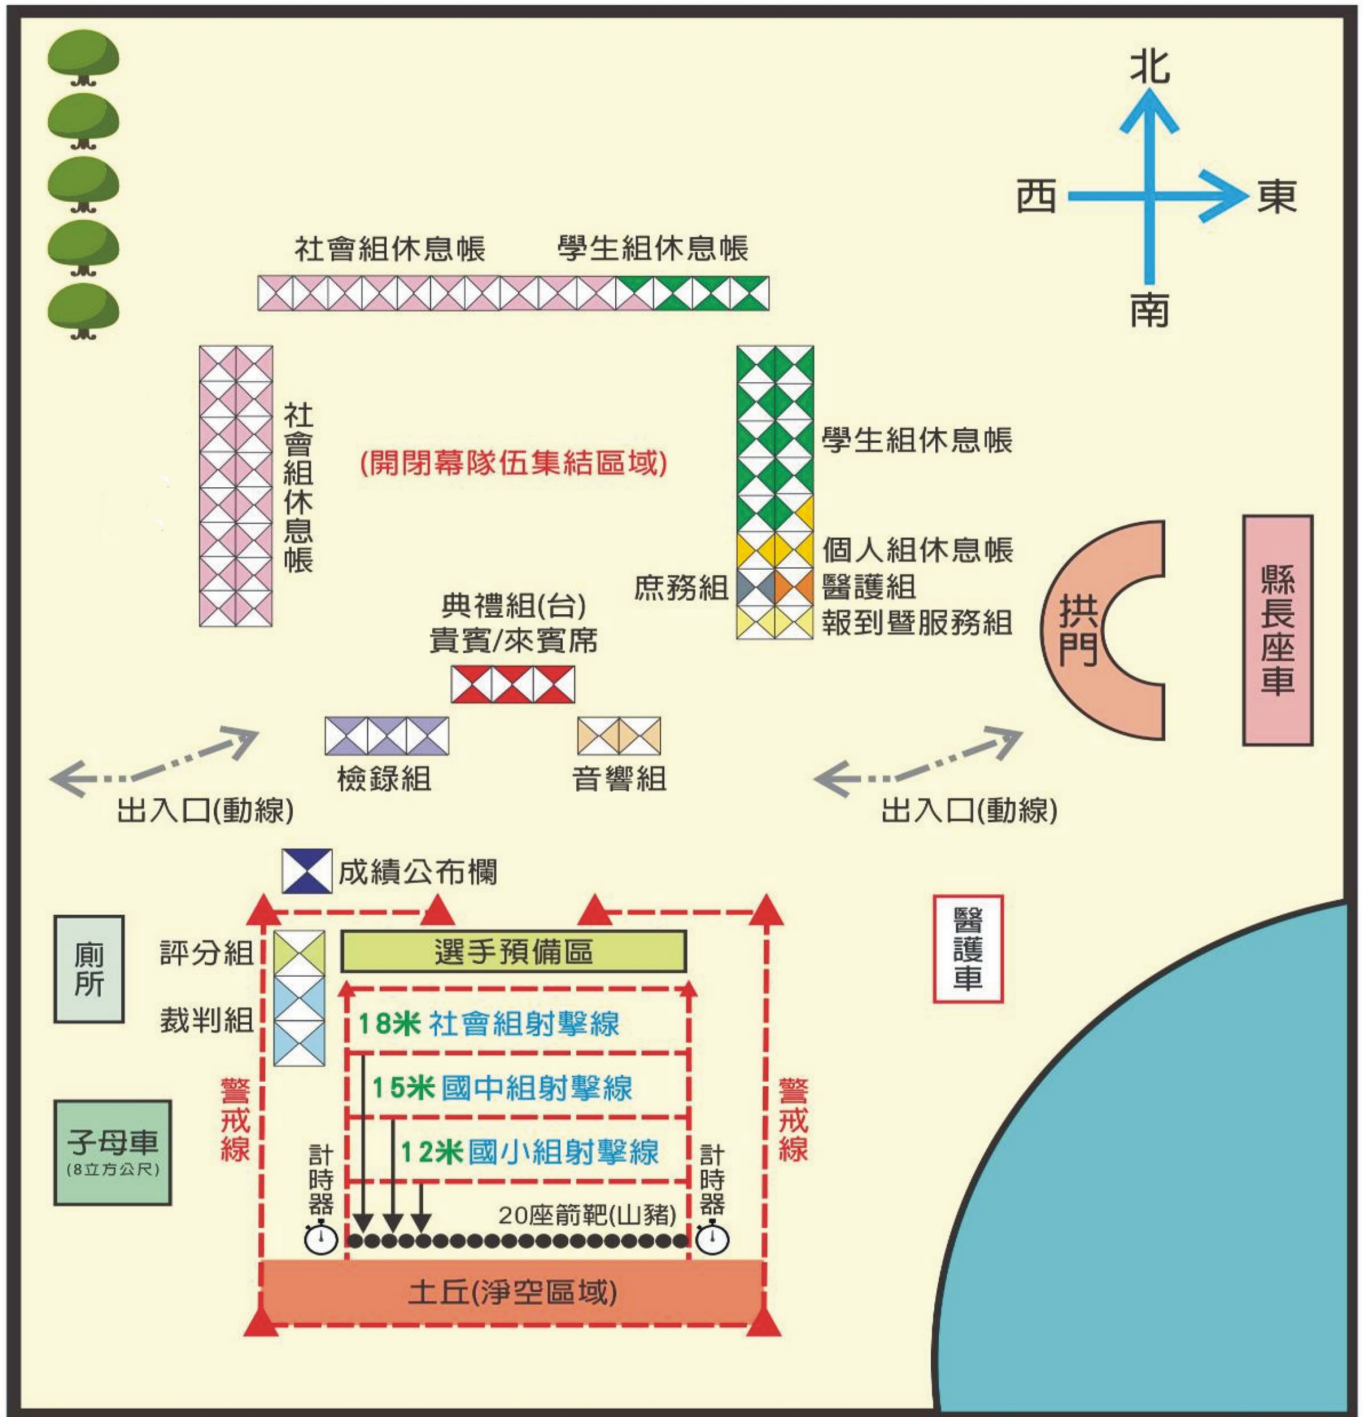 北
西
東
南
社會組休息帳
學生組休息帳
社會組休息帳
(開閉幕隊伍集結區域)
學生組休息帳
個人組休息帳
庶務組
醫護組
報到暨服務組
典禮組(台)
貴賓/來賓席
拱門
縣長座車
檢錄組
音響組
出入口(動線)
出入口(動線)
成績公布欄
廁所
評分組
選手預備區
醫護車
裁判組
18米 社會組射擊線
15米 國中組射擊線
12米 國小組射擊線
警戒線
警戒線
子母車
(8立方公尺)
計時器
計時器
20座箭靶(山豬)
土丘(淨空區域)